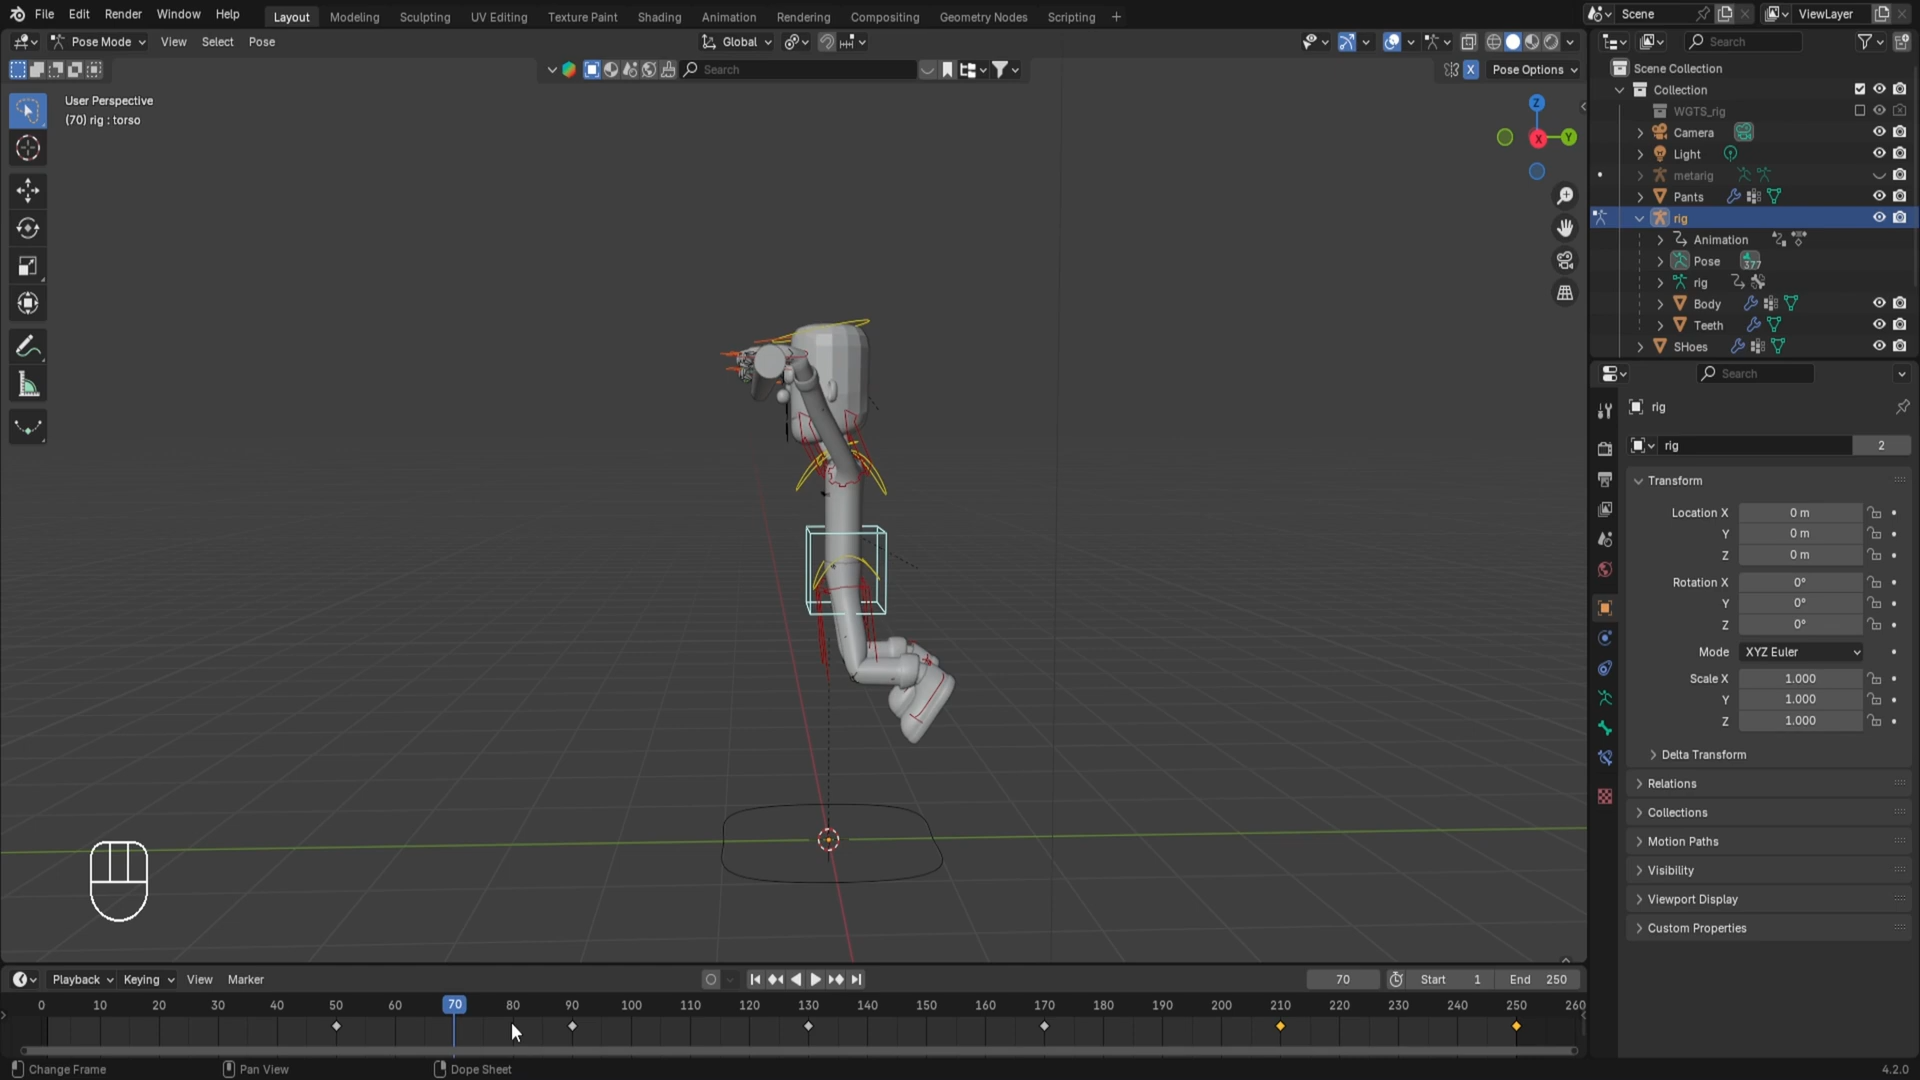 File Edit Render Window Help Layout Modeling Sculpting UV Editing Texture Paint Shading Animation Rendering Compositing Geometry Nodes Scripting + Scene ViewLayer
Pose Mode View Select Pose Global Search
Search Pose Options
User Perspective
(70) rig : torso
Z
X Y
Scene Collection
Collection
WGTS_rig
Camera
Light
metarig
Pants
rig
Animation
Pose 377
rig
Body
Teeth
SHoes
Search
rig
rig 2
Transform
Location X 0 m
Y 0 m
Z 0 m
Rotation X 0°
Y 0°
Z 0°
Mode XYZ Euler
Scale X 1.000
Y 1.000
Z 1.000
Delta Transform
Relations
Collections
Motion Paths
Visibility
Viewport Display
Custom Properties
Playback Keying View Marker 70 Start 1 End 250
0 10 20 30 40 50 60 70 80 90 100 110 120 130 140 150 160 170 180 190 200 210 220 230 240 250 260
Change Frame Pan View Dope Sheet 4.2.0